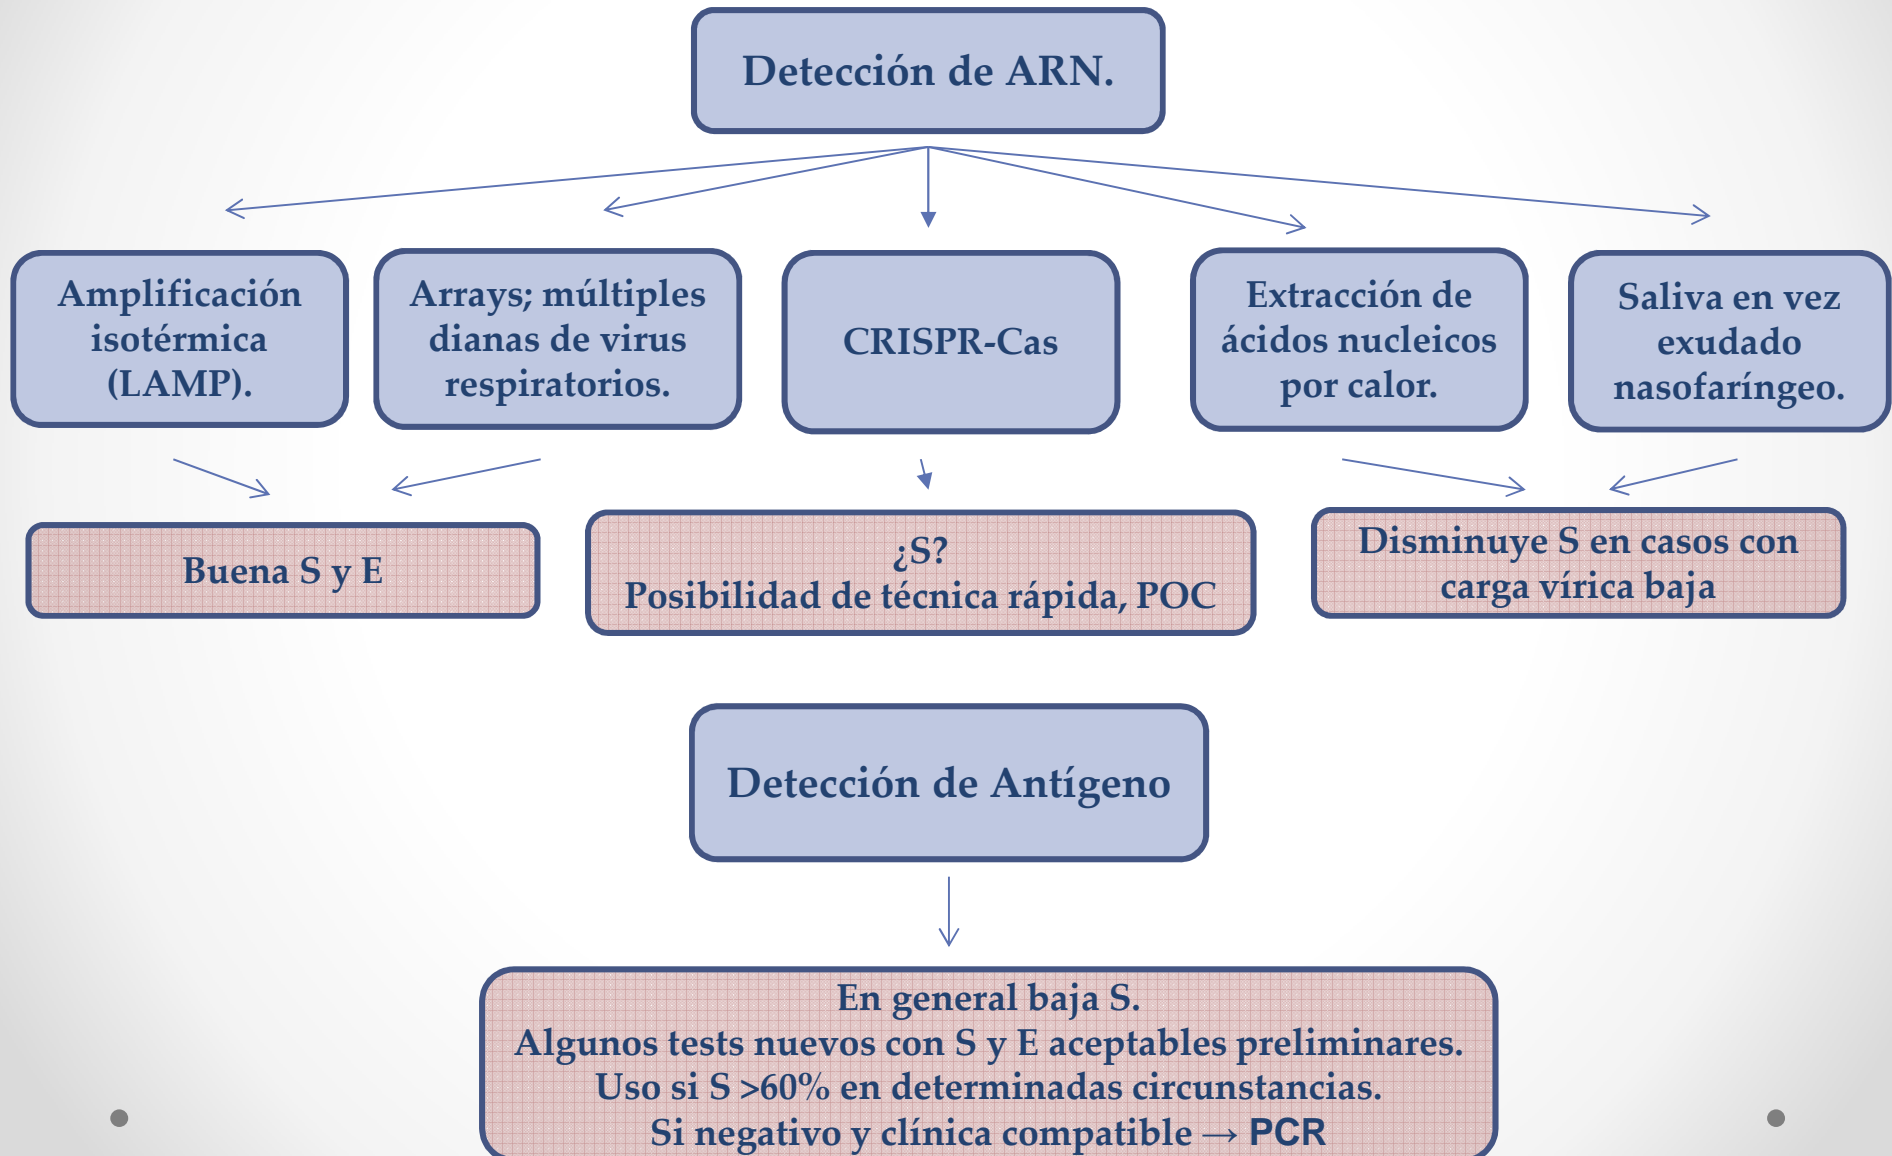 Detección de ARN.
Amplificación
isotérmica
(LAMP).
Arrays; múltiples
dianas de virus
respiratorios.
CRISPR-Cas
Extracción de
ácidos nucleicos
por calor.
Saliva en vez
exudado
nasofaríngeo.
Buena S y E
¿S?
Posibilidad de técnica rápida, POC
Disminuye S en casos con
carga vírica baja
Detección de Antígeno
En general baja S.
Algunos tests nuevos con S y E aceptables preliminares.
Uso si S >60% en determinadas circunstancias.
Si negativo y clínica compatible → PCR